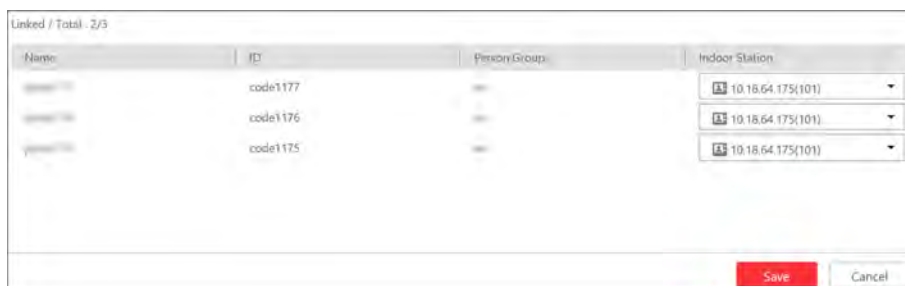 Linked / Total : 2/3
Name ID Person Group Indoor Station
code1177 10.18.64.175(101)
code1176 10.18.64.175(101)
code1175 10.18.64.175(101)
Save Cancel